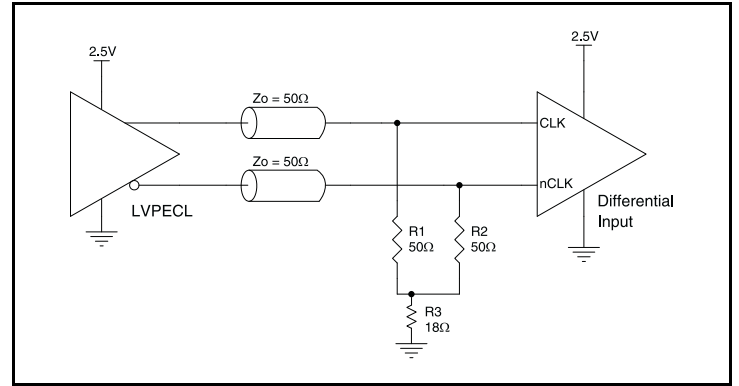 2.5V
2.5V
Zo = 50Ω
CLK
Zo = 50Ω
nCLK
LVPECL
Differential
Input
R1
50Ω
R2
50Ω
R3
18Ω